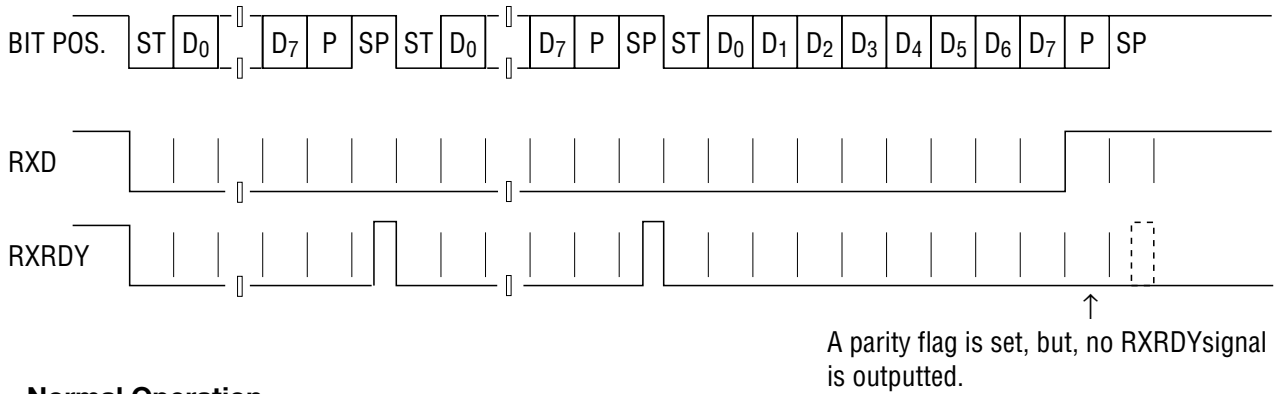 BIT POS. ST D0 D7 P SP ST D0 D7 P SP ST D0 D1 D2 D3 D4 D5 D6 D7 P SP
RXD
RXRDY
↑
A parity flag is set, but, no RXRDYsignal
is outputted.
Normal Operation